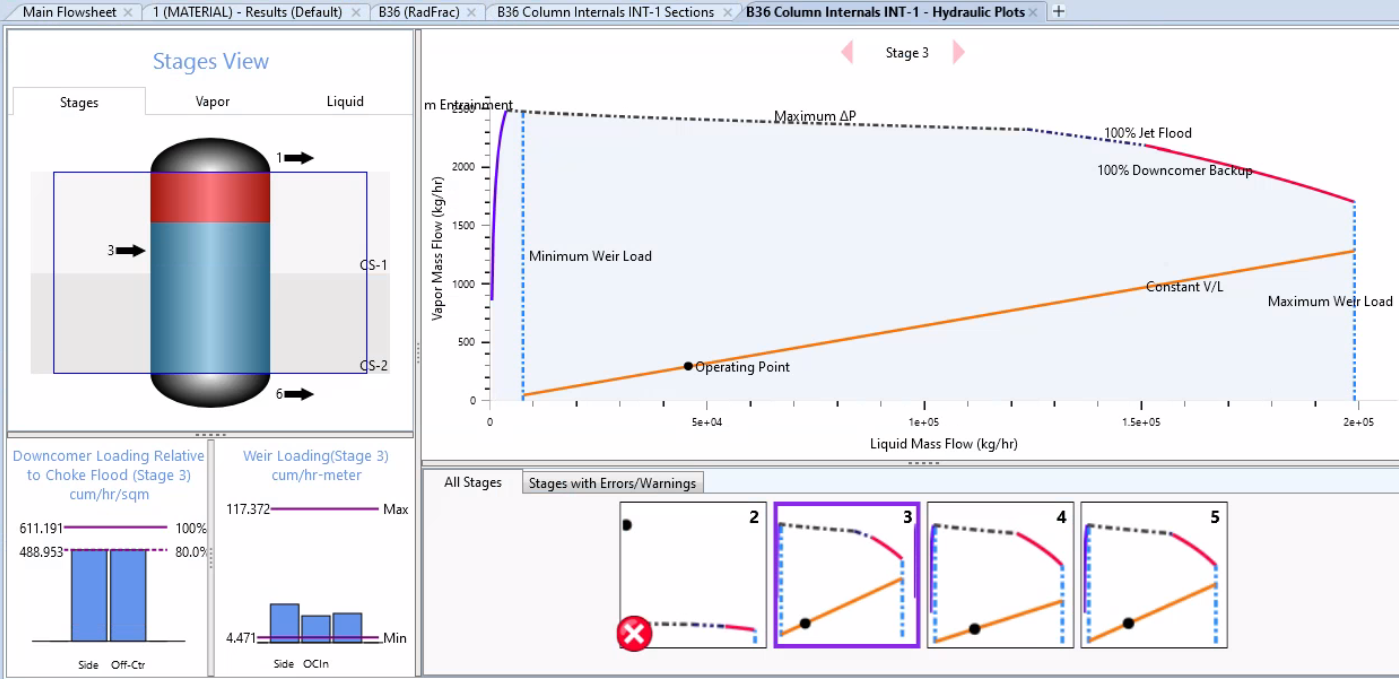 Main Flowsheet
1 (MATERIAL) - Results (Default)
B36 (RadFrac)
B36 Column Internals INT-1 Sections
B36 Column Internals INT-1 - Hydraulic Plots
Stages View
Stages
Vapor
Liquid
1
3
CS-1
CS-2
6
Downcomer Loading Relative
to Choke Flood (Stage 3)
cum/hr/sqm
611.191
100%
488.953
80.0%
Side
Off-Ctr
Weir Loading(Stage 3)
cum/hr-meter
117.372
Max
4.471
Min
Side
OCIn
Stage 3
m Entrainment
2500
Maximum ΔP
100% Jet Flood
100% Downcomer Backup
2000
1500
1000
500
0
Vapor Mass Flow (kg/hr)
Minimum Weir Load
Constant V/L
Maximum Weir Load
Operating Point
0
5e+04
1e+05
1.5e+05
2e+05
Liquid Mass Flow (kg/hr)
All Stages
Stages with Errors/Warnings
2
3
4
5